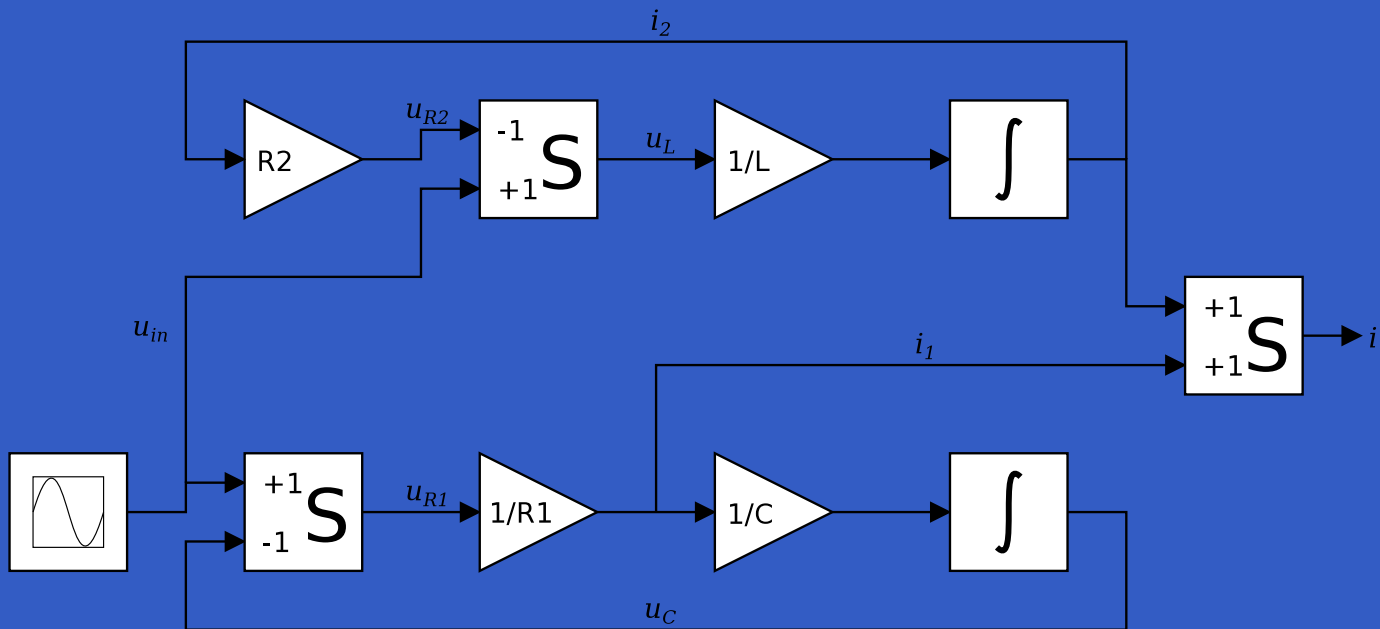 i2
uR2
-1
+1
S
R2
uL
1/L
∫
uin
+1
+1
S
i
i1
+1
-1
S
uR1
1/R1
1/C
∫
uC